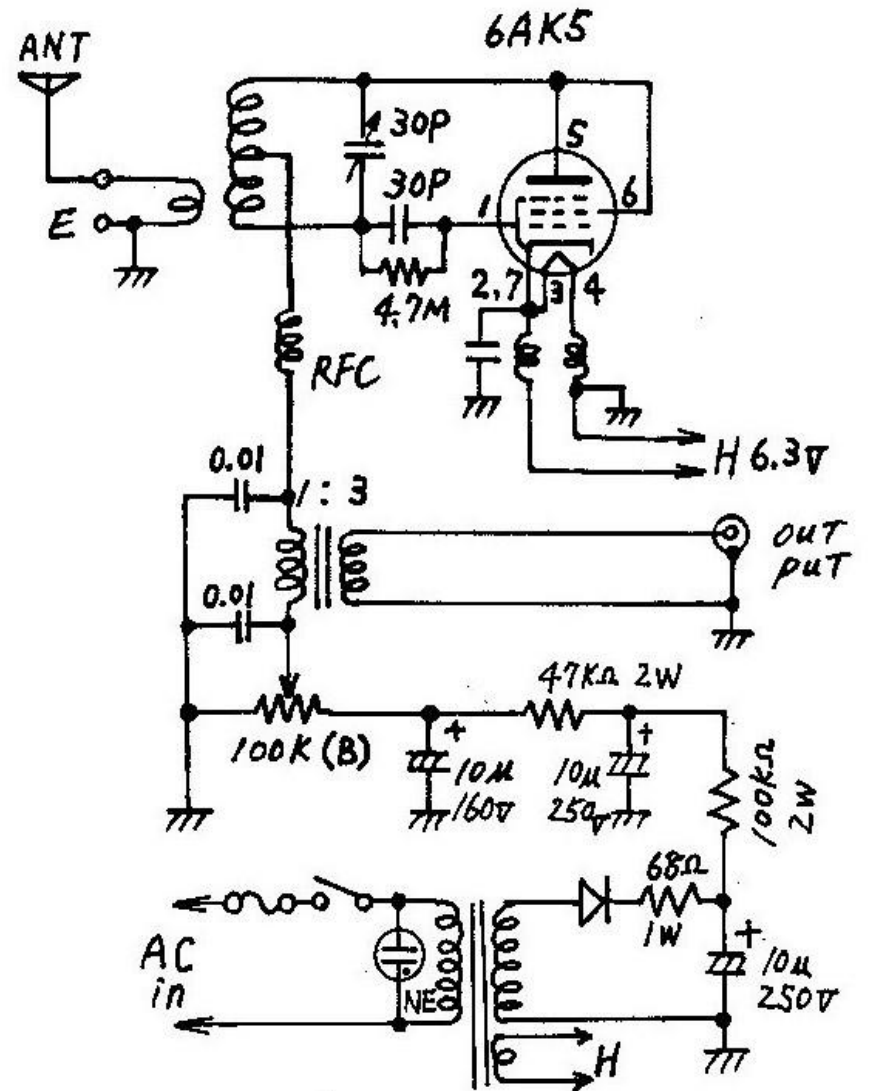 6AK5
ANT
E
30P
30P
4.7M
5
1
6
2.7
3
4
RFC
H 6.3V
0.01
1:3
0.01
OUT
PUT
47KΩ 2W
100K (B)
+
10μ
160V
+
10μ
250V
100KΩ
2W
68Ω
1W
+
10μ
250V
AC
in
NE
H